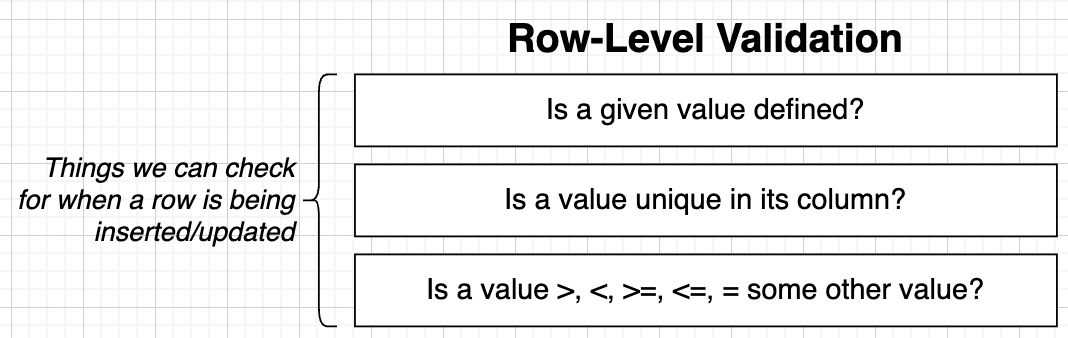 Row-Level Validation
Is a given value defined?
Things we can check
for when a row is being
inserted/updated
Is a value unique in its column?
Is a value >, <, >=, <=, = some other value?